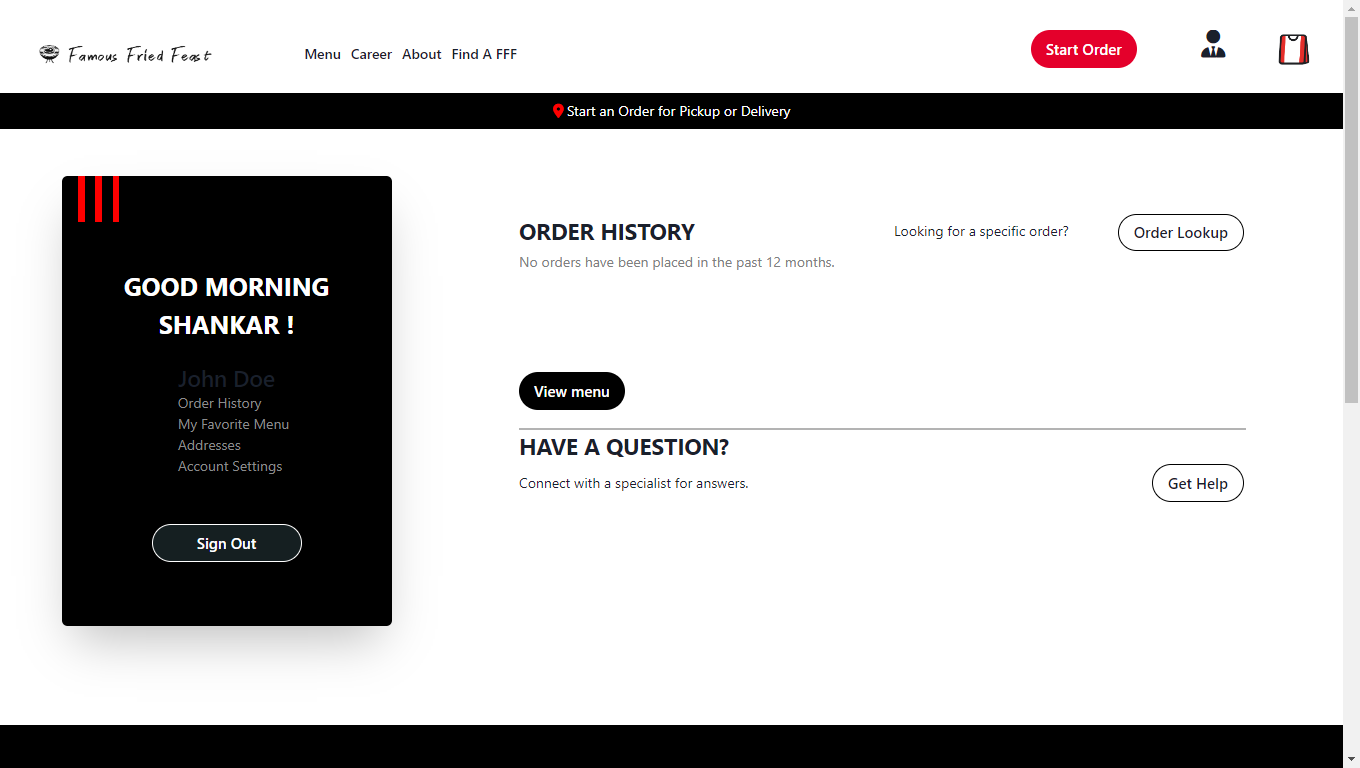 Famous Fried Feast
Menu Career About Find A FFF
Start Order
Start an Order for Pickup or Delivery
GOOD MORNING
SHANKAR !
John Doe
Order History
My Favorite Menu
Addresses
Account Settings
Sign Out
ORDER HISTORY
Looking for a specific order?
Order Lookup
No orders have been placed in the past 12 months.
View menu
HAVE A QUESTION?
Connect with a specialist for answers.
Get Help